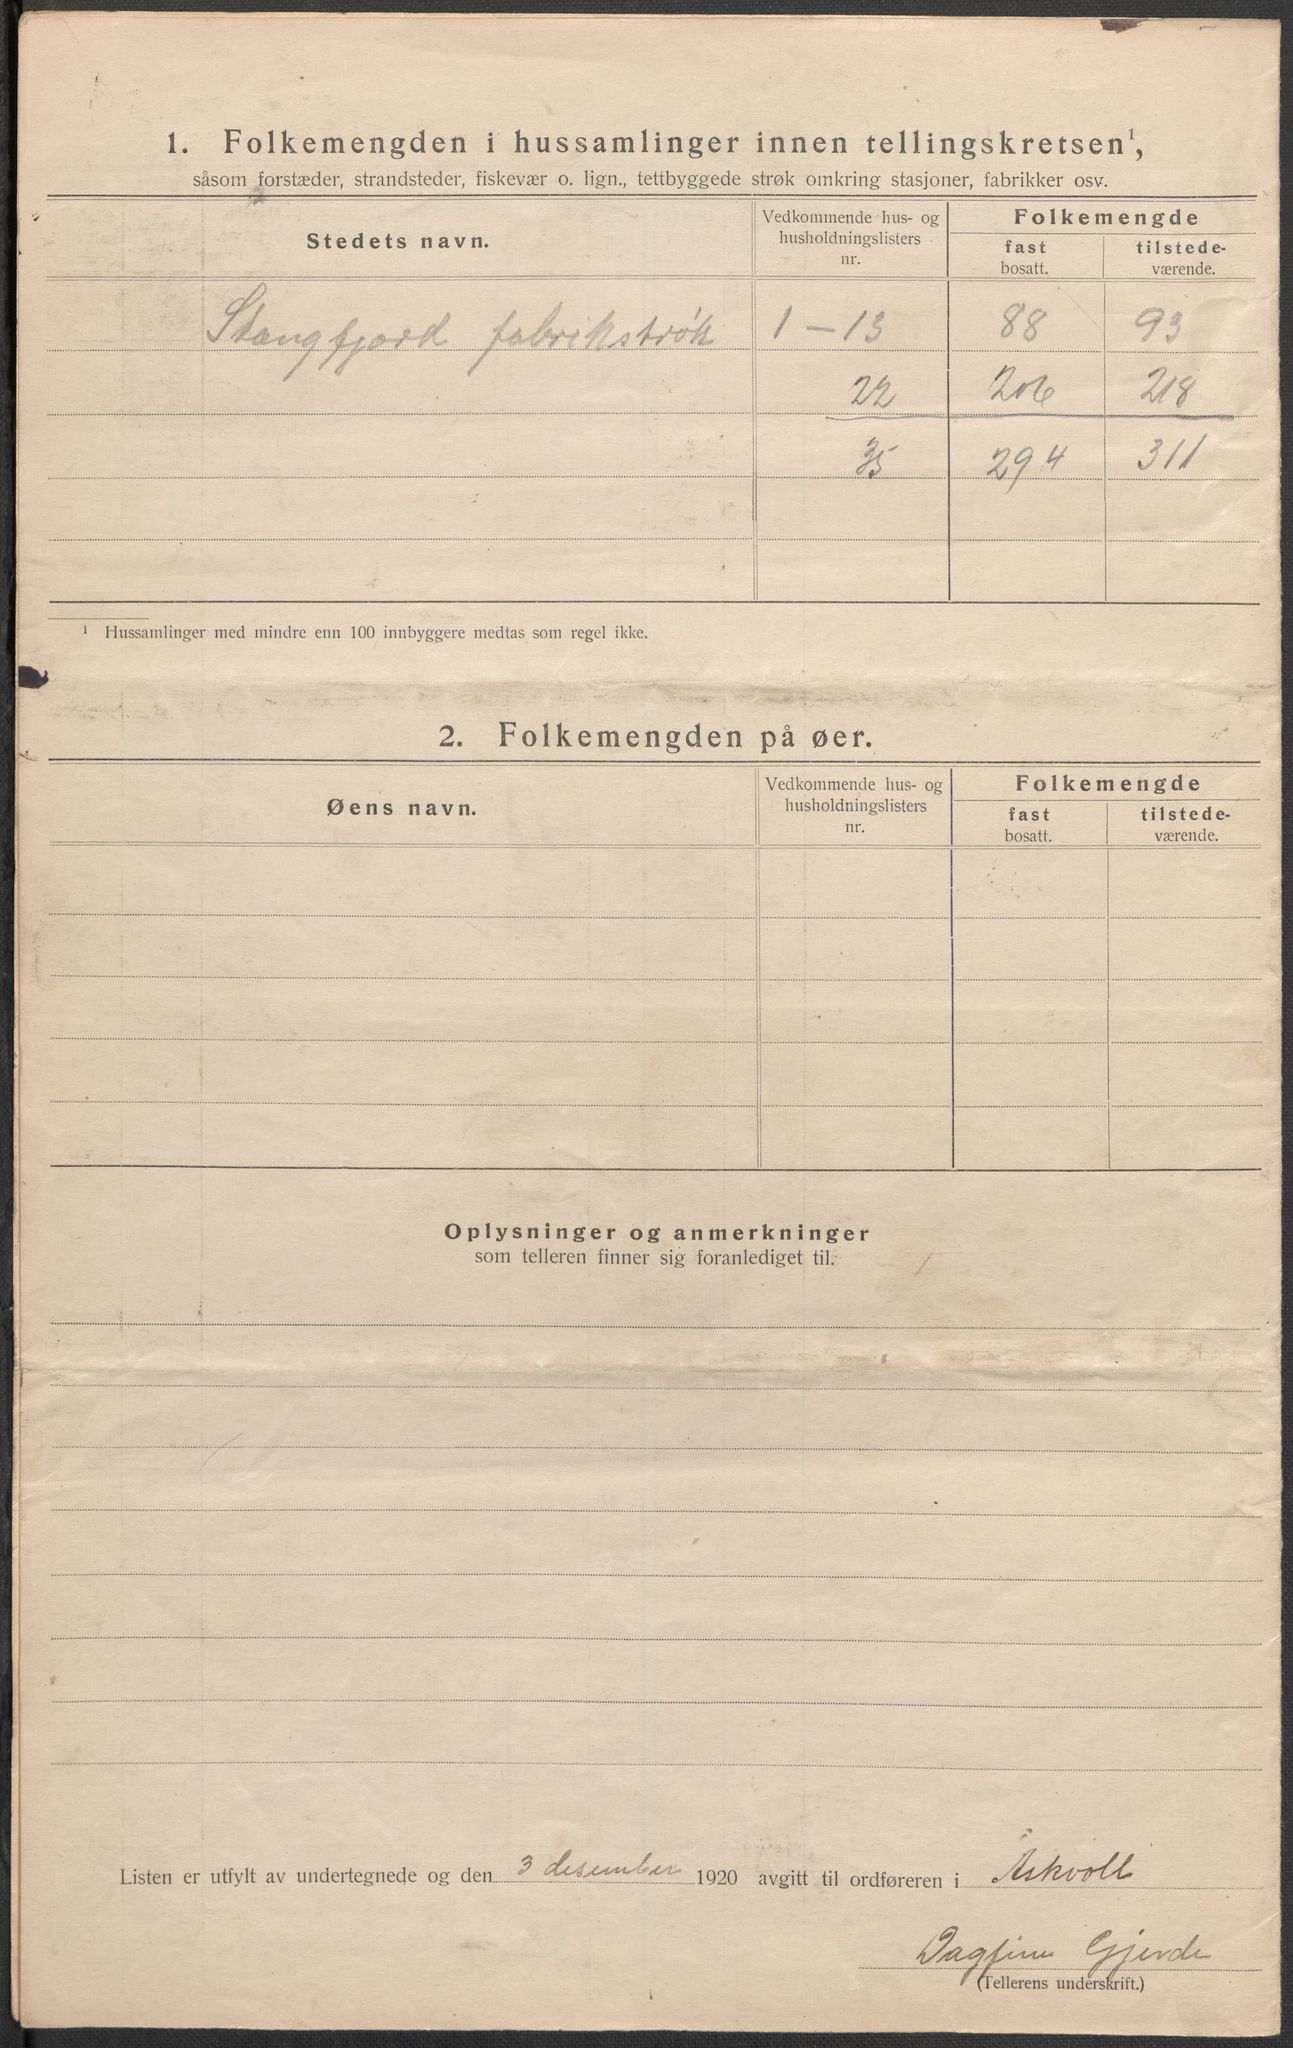 1. Folkemengden i hussamlinger innen tellingskretsen¹,
såsom forstæder, strandsteder, fiskevær o. lign., tettbyggede strøk omkring stasjoner, fabrikker osv.
Stedets navn. Vedkommende hus- og husholdningslisters nr. Folkemengde
fast bosatt. tilstede-værende.
Stangfjord fabrikstrøk 1 – 13 88 93
22 206 218
35 294 311
¹ Hussamlinger med mindre enn 100 innbyggere medtas som regel ikke.
2. Folkemengden på øer.
Øens navn. Vedkommende hus- og husholdningslisters nr. Folkemengde
fast bosatt. tilstede-værende.
Oplysninger og anmerkninger
som telleren finner sig foranlediget til.
Listen er utfylt av undertegnede og den 3 desember 1920 avgitt til ordføreren i Askvoll
Dagfinn Gjerde
(Tellerens underskrift.)